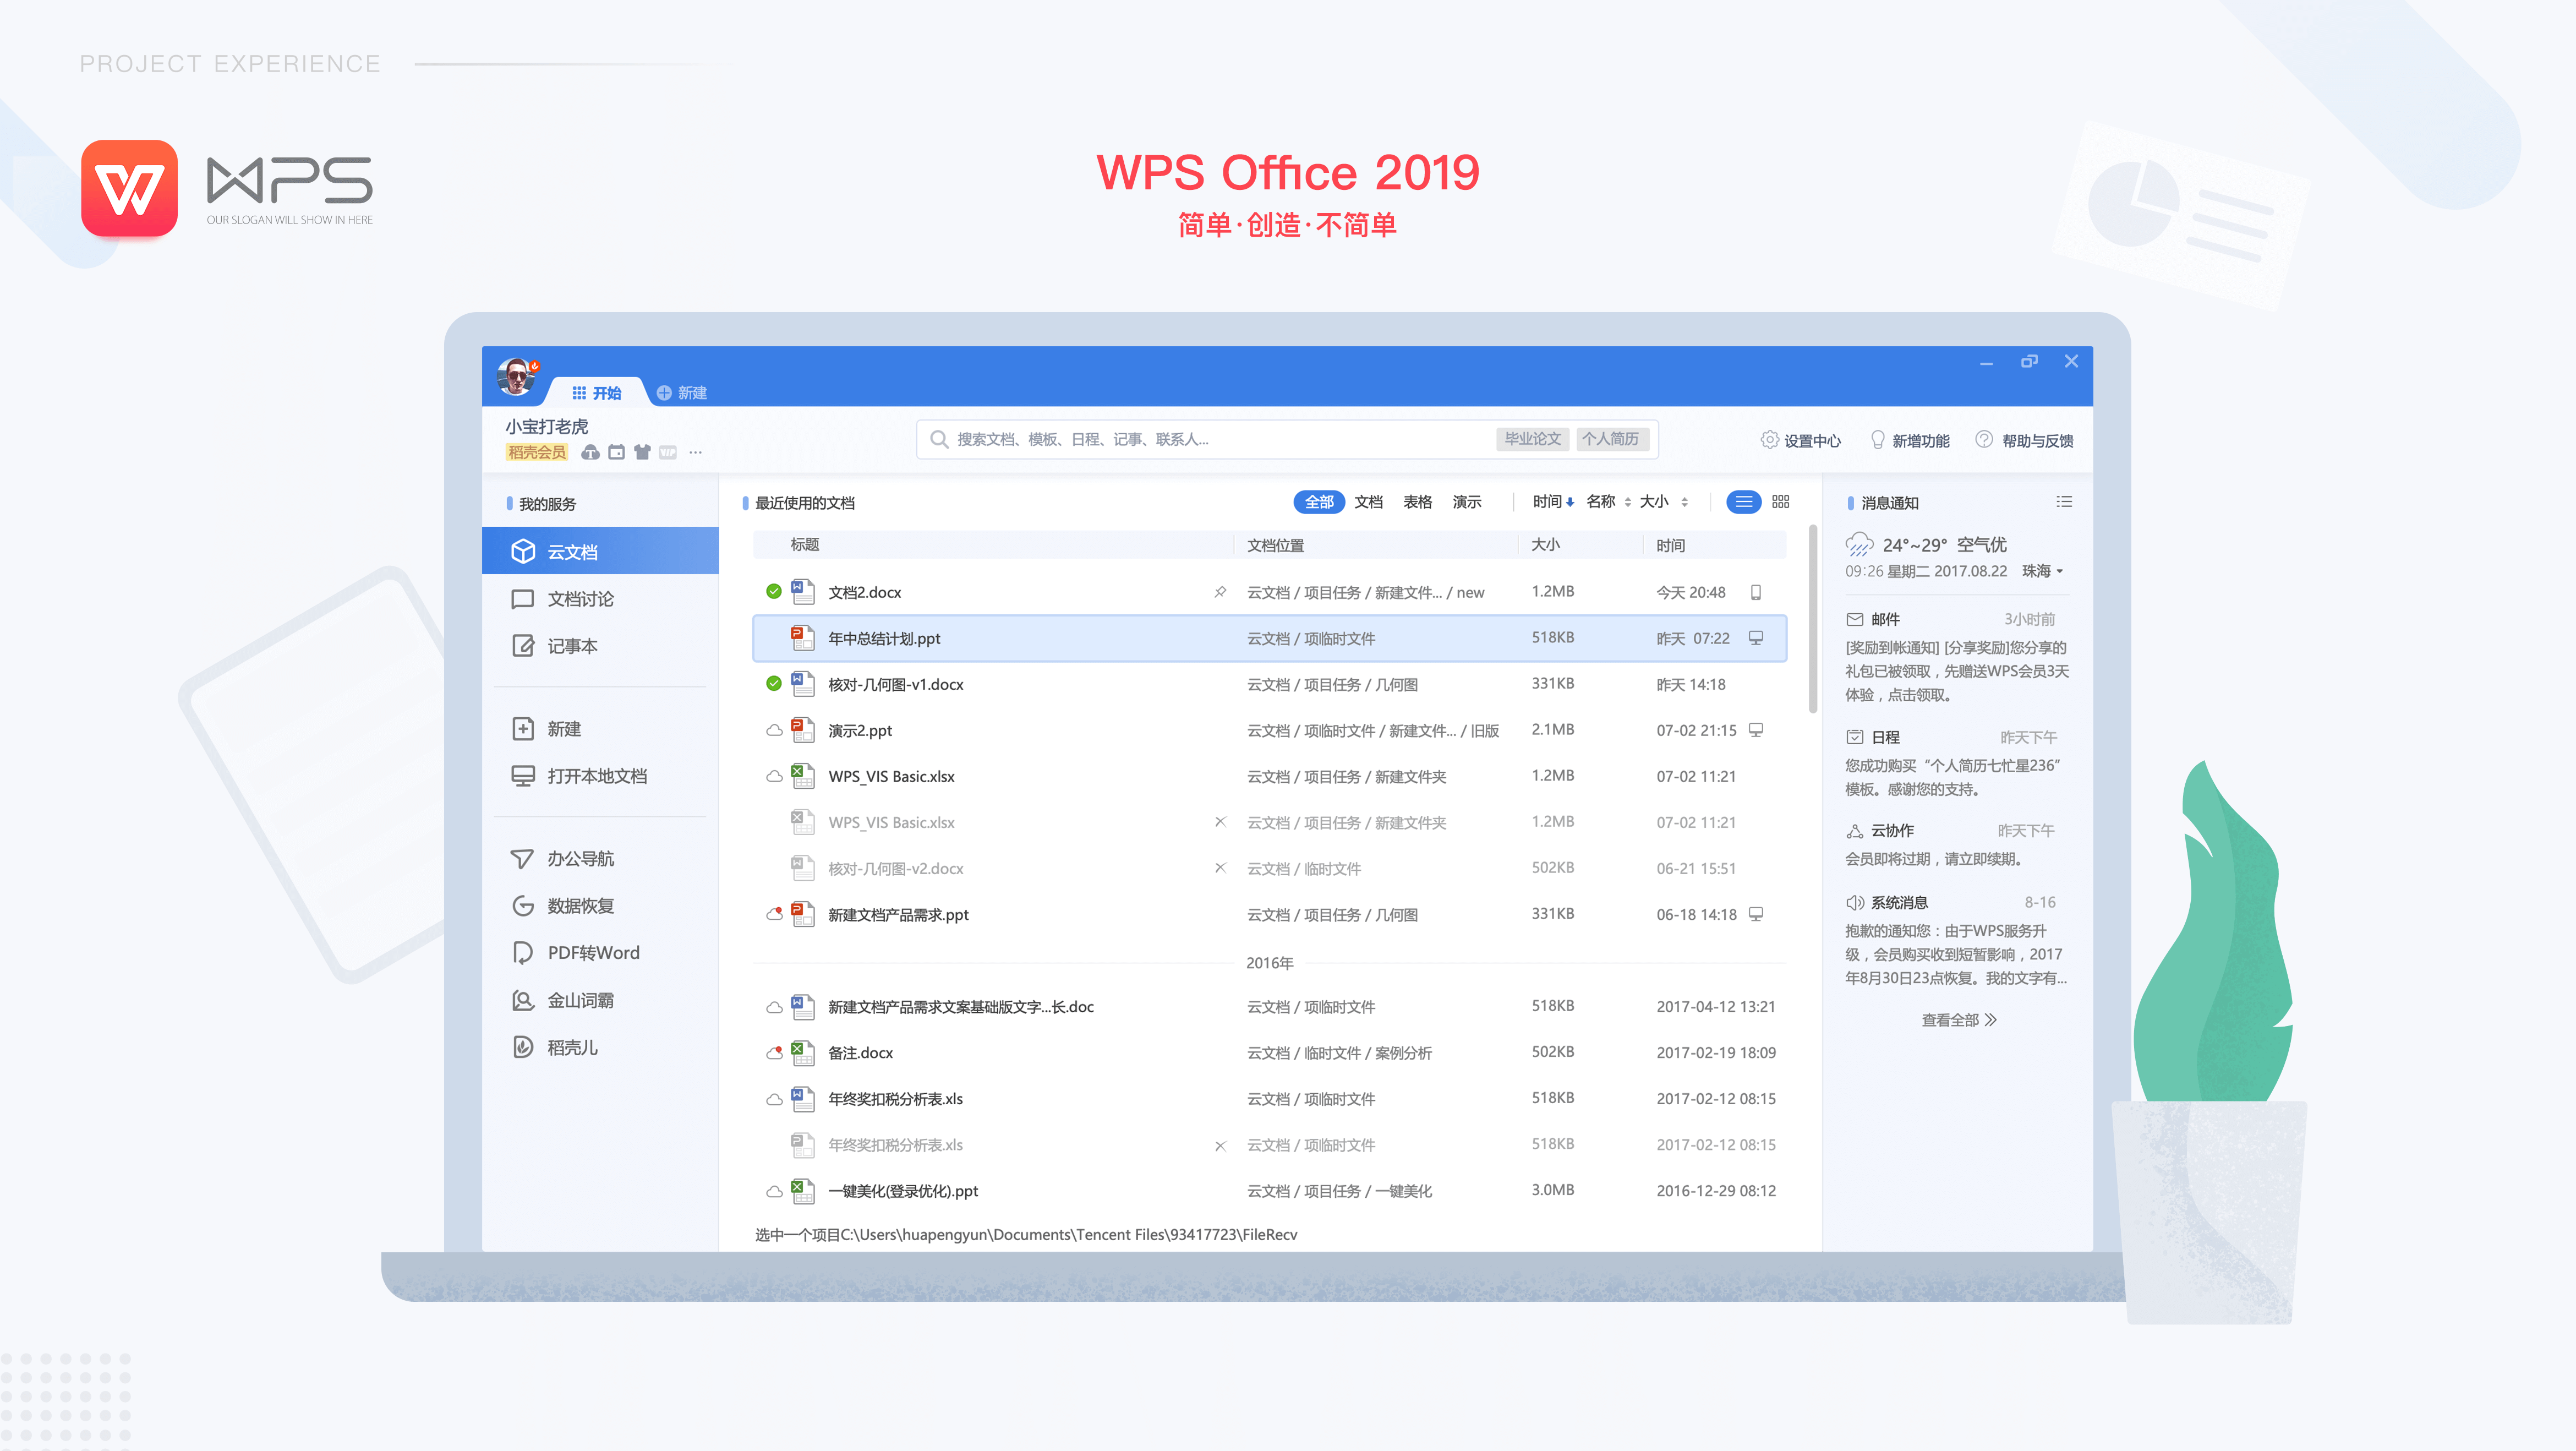 PROJECT EXPERIENCE
WPS
OUR SLOGAN WILL SHOW IN HERE
WPS Office 2019
简单·创造·不简单
开始
新建
小宝打老虎
稻壳会员
VIP
搜索文档、模板、日程、记事、联系人...
毕业论文
个人简历
设置中心
新增功能
帮助与反馈
我的服务
云文档
文档讨论
记事本
新建
打开本地文档
办公导航
数据恢复
PDF转Word
金山词霸
稻壳儿
最近使用的文档
全部 文档 表格 演示
时间 名称 大小
标题 文档位置 大小 时间
文档2.docx 云文档 / 项目任务 / 新建文件... / new 1.2MB 今天 20:48
年中总结计划.ppt 云文档 / 项临时文件 518KB 昨天 07:22
核对-几何图-v1.docx 云文档 / 项目任务 / 几何图 331KB 昨天 14:18
演示2.ppt 云文档 / 项临时文件 / 新建文件... / 旧版 2.1MB 07-02 21:15
WPS_VIS Basic.xlsx 云文档 / 项目任务 / 新建文件夹 1.2MB 07-02 11:21
WPS_VIS Basic.xlsx 云文档 / 项目任务 / 新建文件夹 1.2MB 07-02 11:21
核对-几何图-v2.docx 云文档 / 临时文件 502KB 06-21 15:51
新建文档产品需求.ppt 云文档 / 项目任务 / 几何图 331KB 06-18 14:18
2016年
新建文档产品需求文案基础版文字...长.doc 云文档 / 项临时文件 518KB 2017-04-12 13:21
备注.docx 云文档 / 临时文件 / 案例分析 502KB 2017-02-19 18:09
年终奖扣税分析表.xls 云文档 / 项临时文件 518KB 2017-02-12 08:15
年终奖扣税分析表.xls 云文档 / 项临时文件 518KB 2017-02-12 08:15
一键美化(登录优化).ppt 云文档 / 项目任务 / 一键美化 3.0MB 2016-12-29 08:12
选中一个项目C:\Users\huapengyun\Documents\Tencent Files\93417723\FileRecv
消息通知
24°~29° 空气优
09:26 星期二 2017.08.22 珠海
邮件 3小时前
[奖励到帐通知] [分享奖励]您分享的
礼包已被领取，先赠送WPS会员3天
体验，点击领取。
日程 昨天下午
您成功购买“个人简历七忙星236”
模板。感谢您的支持。
云协作 昨天下午
会员即将过期，请立即续期。
系统消息 8-16
抱歉的通知您：由于WPS服务升
级，会员购买收到短暂影响，2017
年8月30日23点恢复。我的文字有...
查看全部